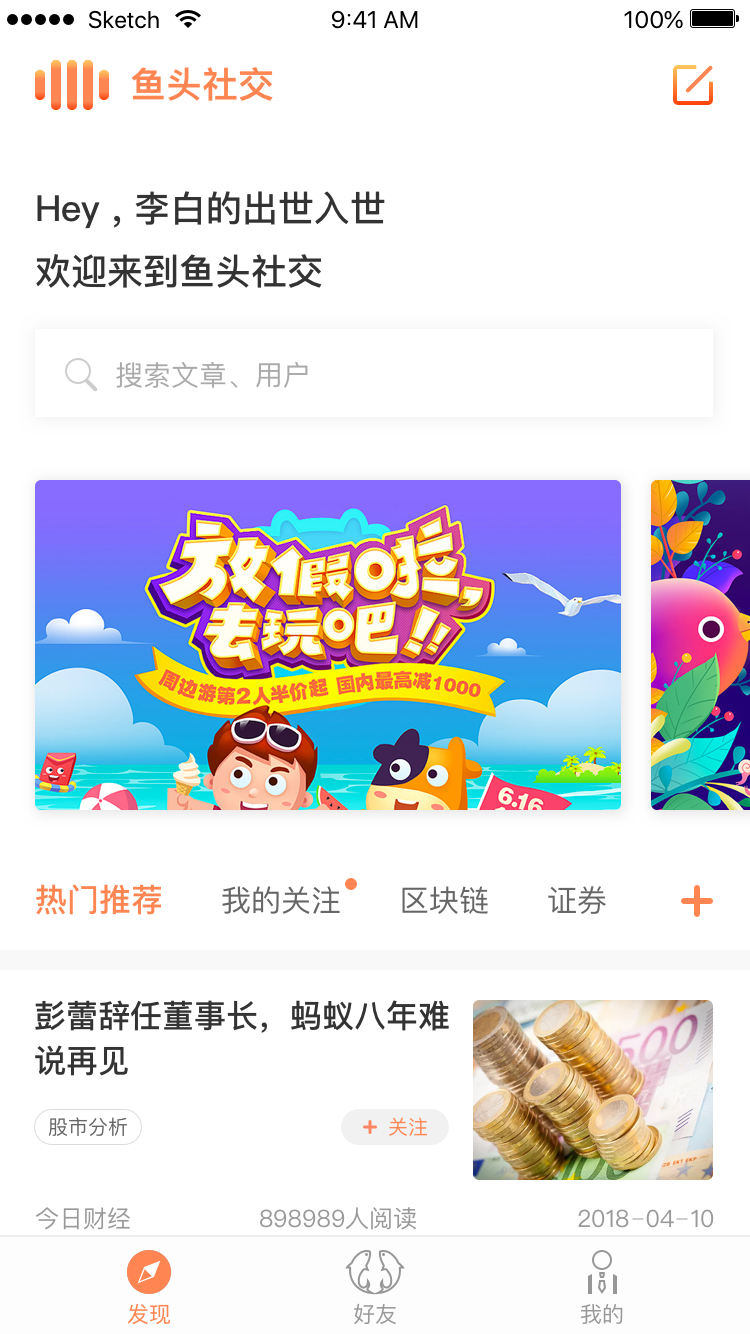 Sketch 9:41 AM 100%
鱼头社交
Hey，李白的出世入世
欢迎来到鱼头社交
搜索文章、用户
放假啦，
去玩吧!!
周边游第2人半价起 国内最高减1000
6.16
热门推荐 我的关注 区块链 证券
彭蕾辞任董事长，蚂蚁八年难
说再见
500
股市分析 + 关注
今日财经 898989人阅读 2018-04-10
发现 好友 我的